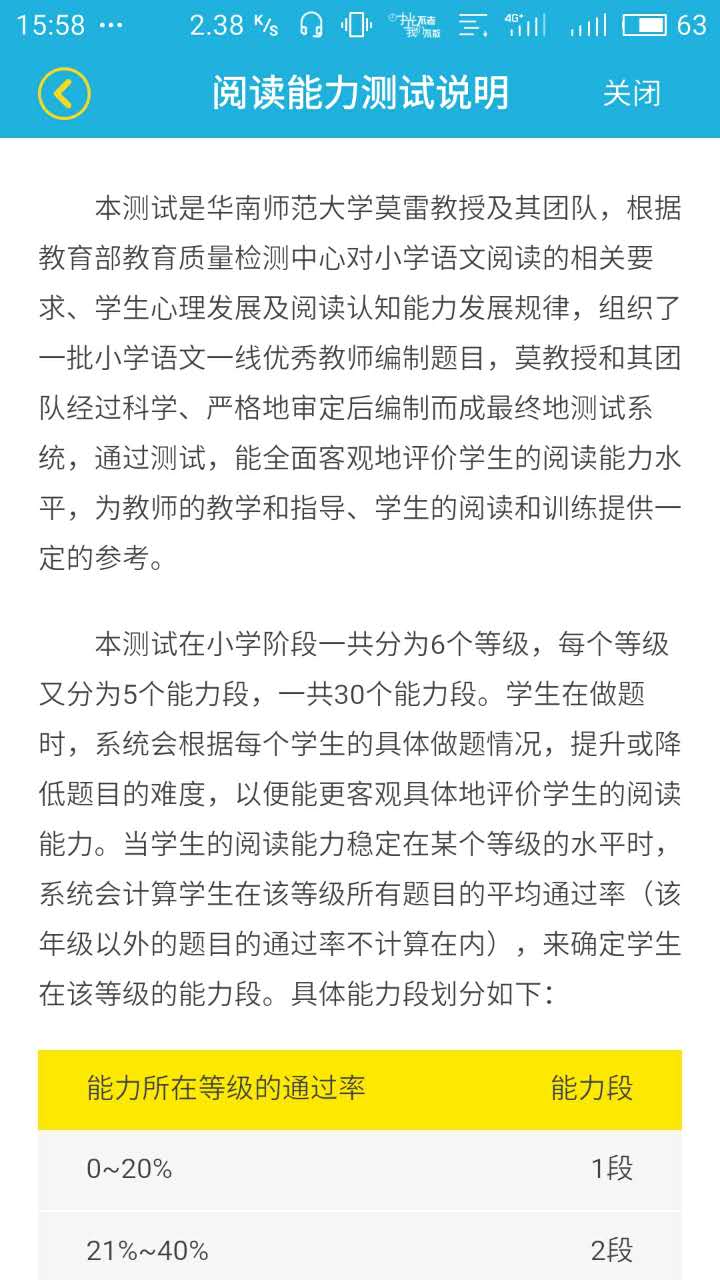 15:58 ··· 2.38 K/s 4G+ 63
阅读能力测试说明 关闭
本测试是华南师范大学莫雷教授及其团队，根据
教育部教育质量检测中心对小学语文阅读的相关要
求、学生心理发展及阅读认知能力发展规律，组织了
一批小学语文一线优秀教师编制题目，莫教授和其团
队经过科学、严格地审定后编制而成最终地测试系
统，通过测试，能全面客观地评价学生的阅读能力水
平，为教师的教学和指导、学生的阅读和训练提供一
定的参考。
本测试在小学阶段一共分为6个等级，每个等级
又分为5个能力段，一共30个能力段。学生在做题
时，系统会根据每个学生的具体做题情况，提升或降
低题目的难度，以便能更客观具体地评价学生的阅读
能力。当学生的阅读能力稳定在某个等级的水平时，
系统会计算学生在该等级所有题目的平均通过率（该
年级以外的题目的通过率不计算在内），来确定学生
在该等级的能力段。具体能力段划分如下：
能力所在等级的通过率 能力段
0~20% 1段
21%~40% 2段